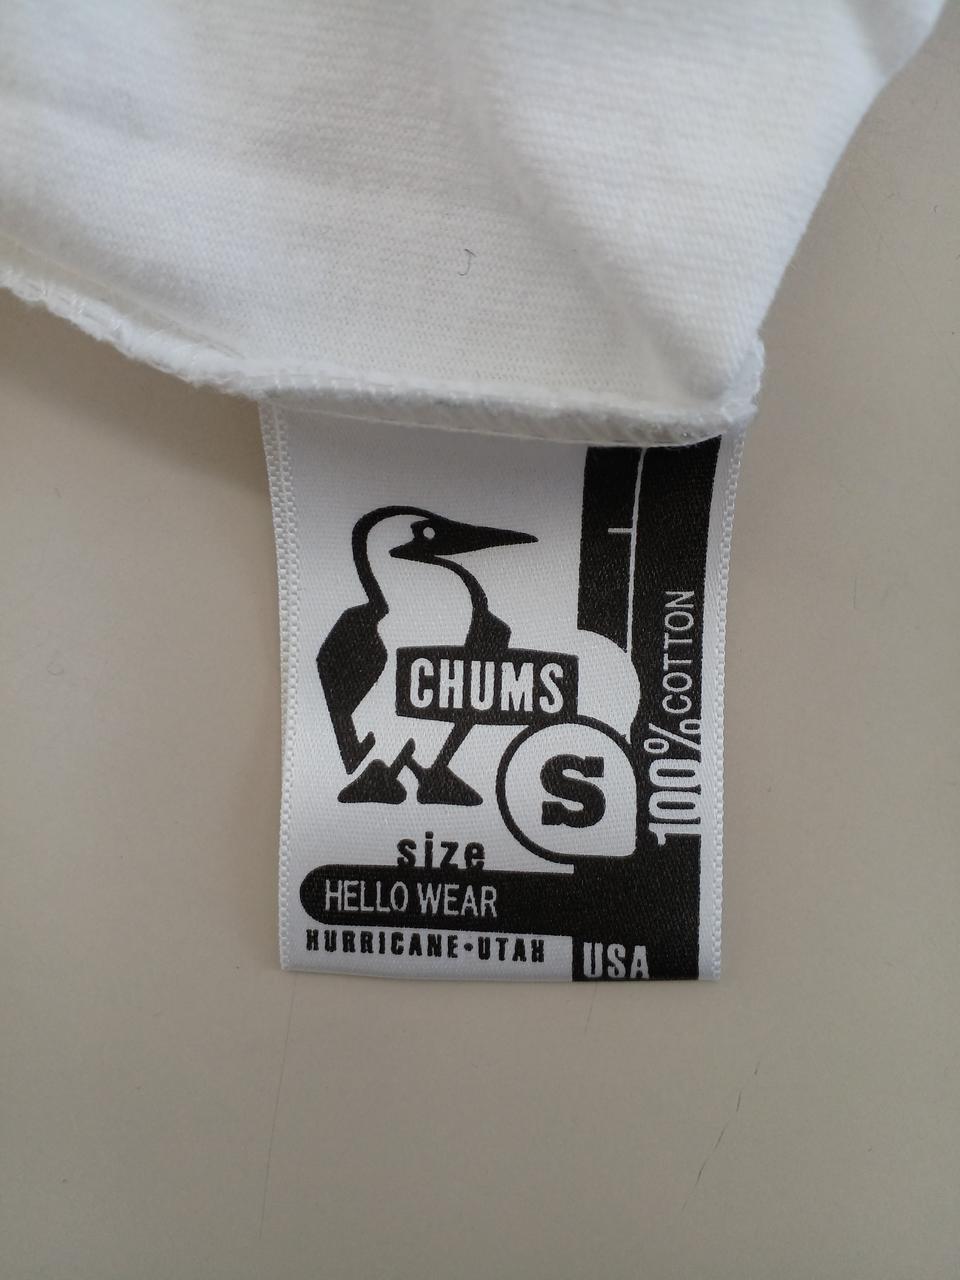 CHUMS
S
size
HELLO WEAR
HURRICANE•UTAH
USA
100% COTTON